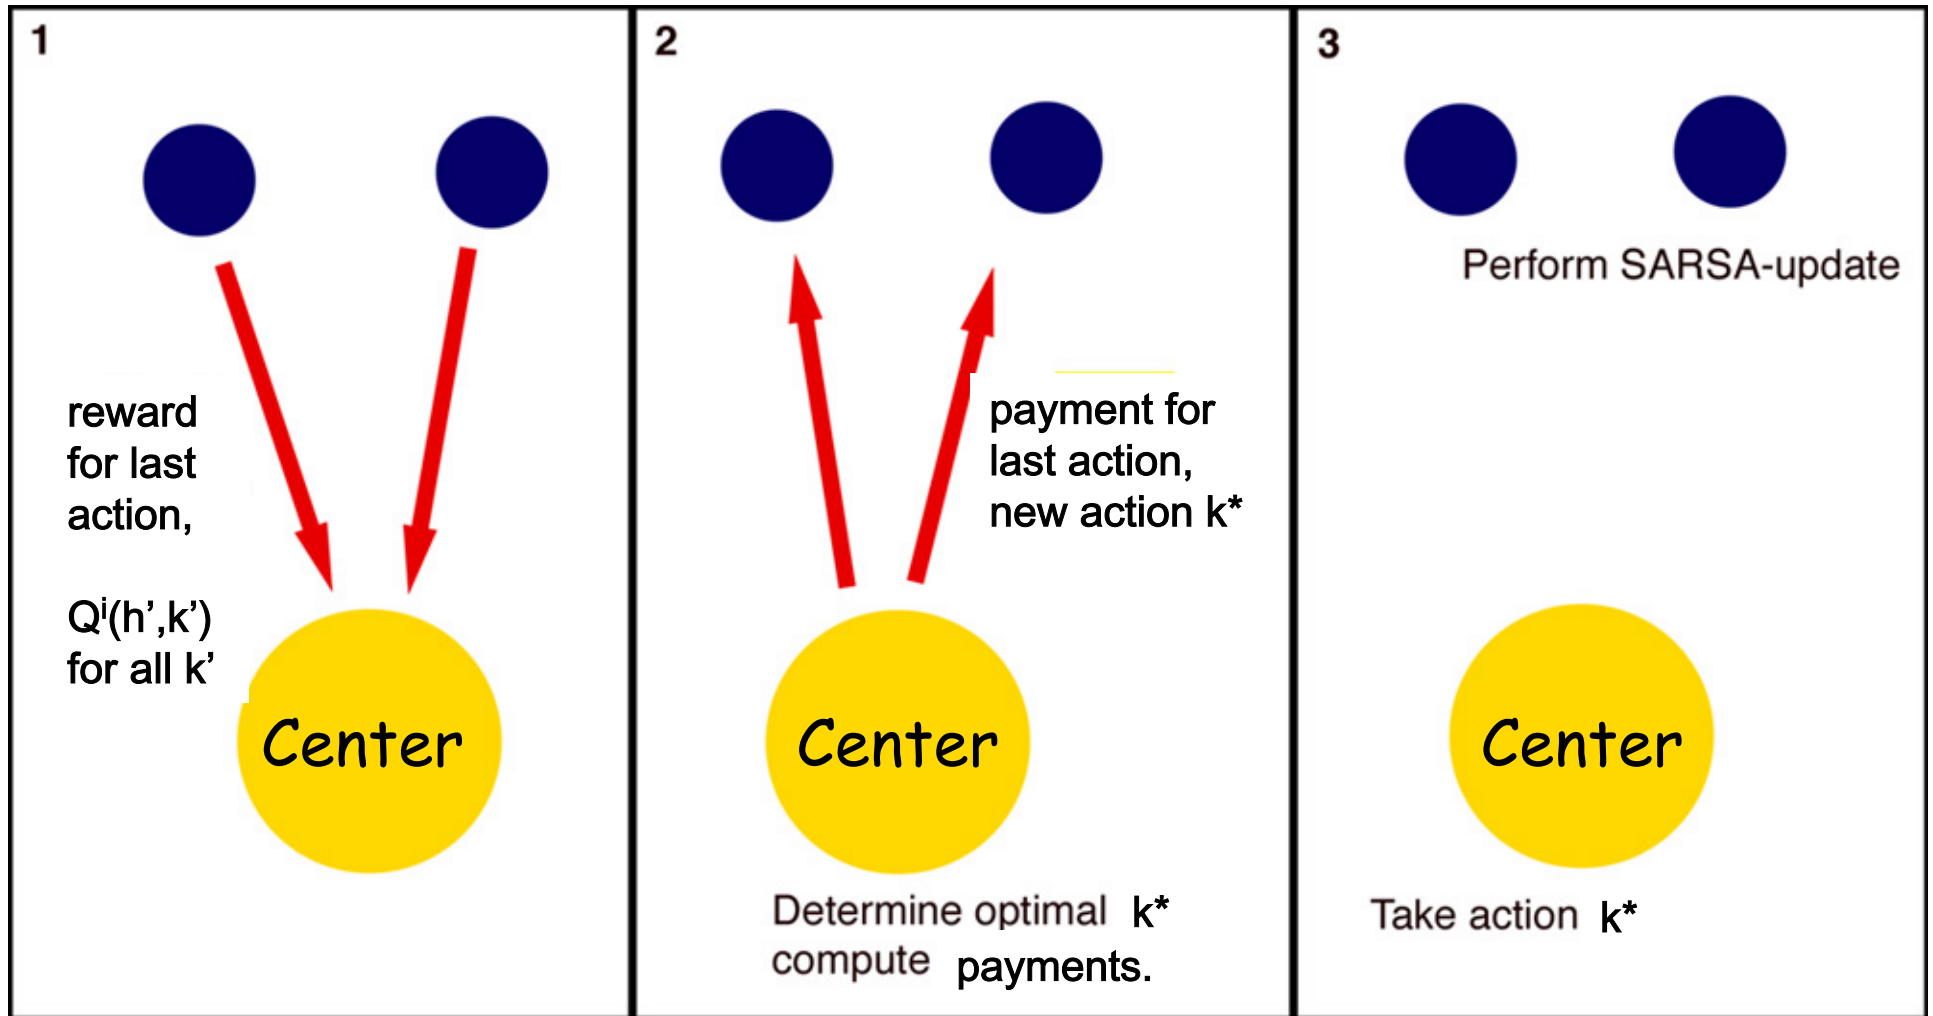 1
reward
for last
action,
Qⁱ(h’,k’)
for all k’
Center
2
payment for
last action,
new action k*
Center
Determine optimal k*
compute payments.
3
Perform SARSA-update
Center
Take action k*